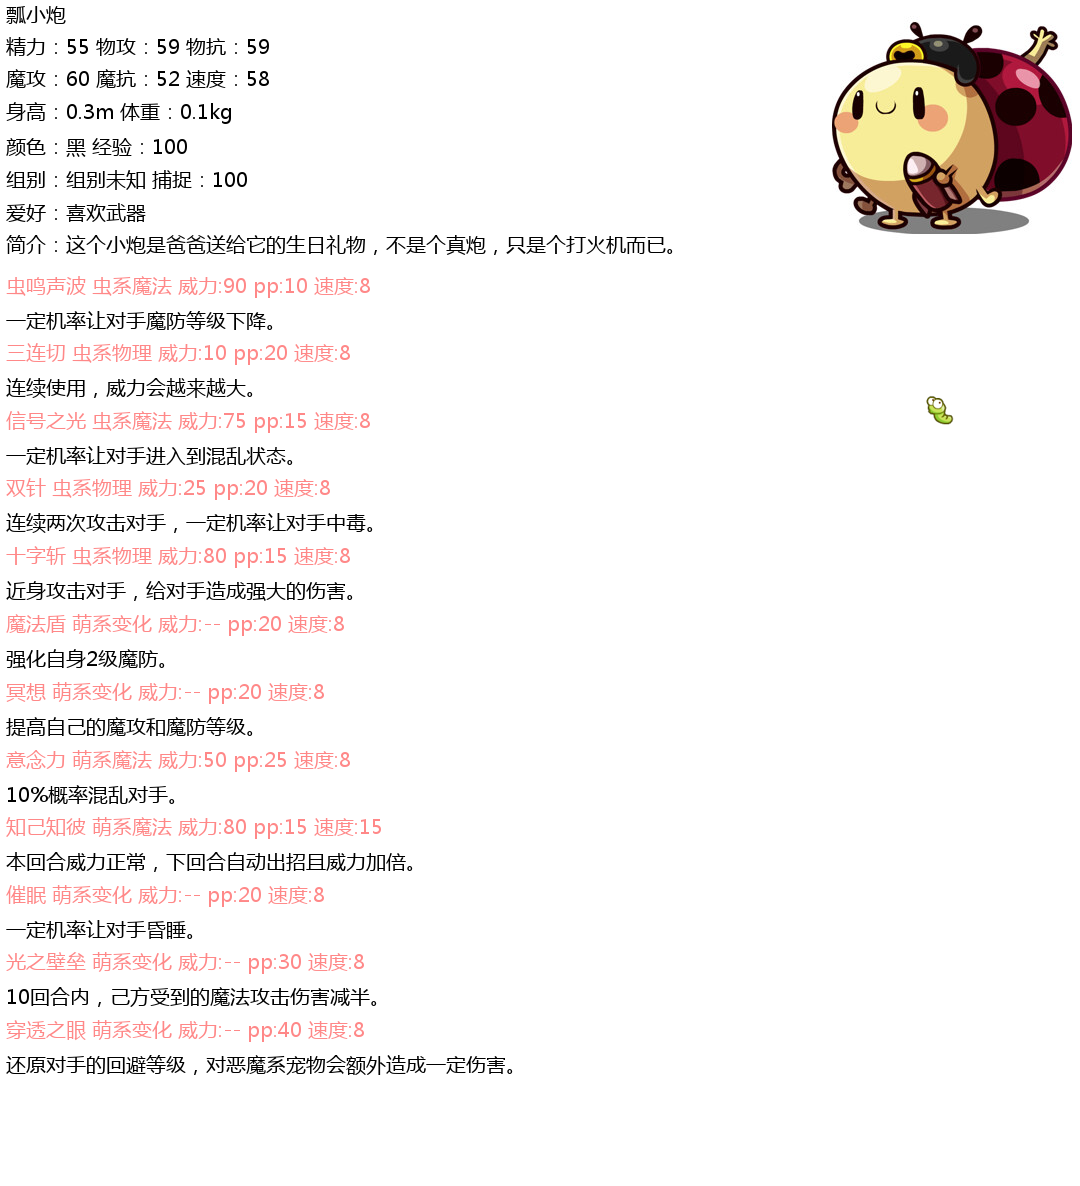 瓢小炮
精力：55 物攻：59 物抗：59
魔攻：60 魔抗：52 速度：58
身高：0.3m 体重：0.1kg
颜色：黑 经验：100
组别：组别未知 捕捉：100
爱好：喜欢武器
简介：这个小炮是爸爸送给它的生日礼物，不是个真炮，只是个打火机而已。
虫鸣声波 虫系魔法 威力:90 pp:10 速度:8
一定机率让对手魔防等级下降。
三连切 虫系物理 威力:10 pp:20 速度:8
连续使用，威力会越来越大。
信号之光 虫系魔法 威力:75 pp:15 速度:8
一定机率让对手进入到混乱状态。
双针 虫系物理 威力:25 pp:20 速度:8
连续两次攻击对手，一定机率让对手中毒。
十字斩 虫系物理 威力:80 pp:15 速度:8
近身攻击对手，给对手造成强大的伤害。
魔法盾 萌系变化 威力:-- pp:20 速度:8
强化自身2级魔防。
冥想 萌系变化 威力:-- pp:20 速度:8
提高自己的魔攻和魔防等级。
意念力 萌系魔法 威力:50 pp:25 速度:8
10%概率混乱对手。
知己知彼 萌系魔法 威力:80 pp:15 速度:15
本回合威力正常，下回合自动出招且威力加倍。
催眠 萌系变化 威力:-- pp:20 速度:8
一定机率让对手昏睡。
光之壁垒 萌系变化 威力:-- pp:30 速度:8
10回合内，己方受到的魔法攻击伤害减半。
穿透之眼 萌系变化 威力:-- pp:40 速度:8
还原对手的回避等级，对恶魔系宠物会额外造成一定伤害。